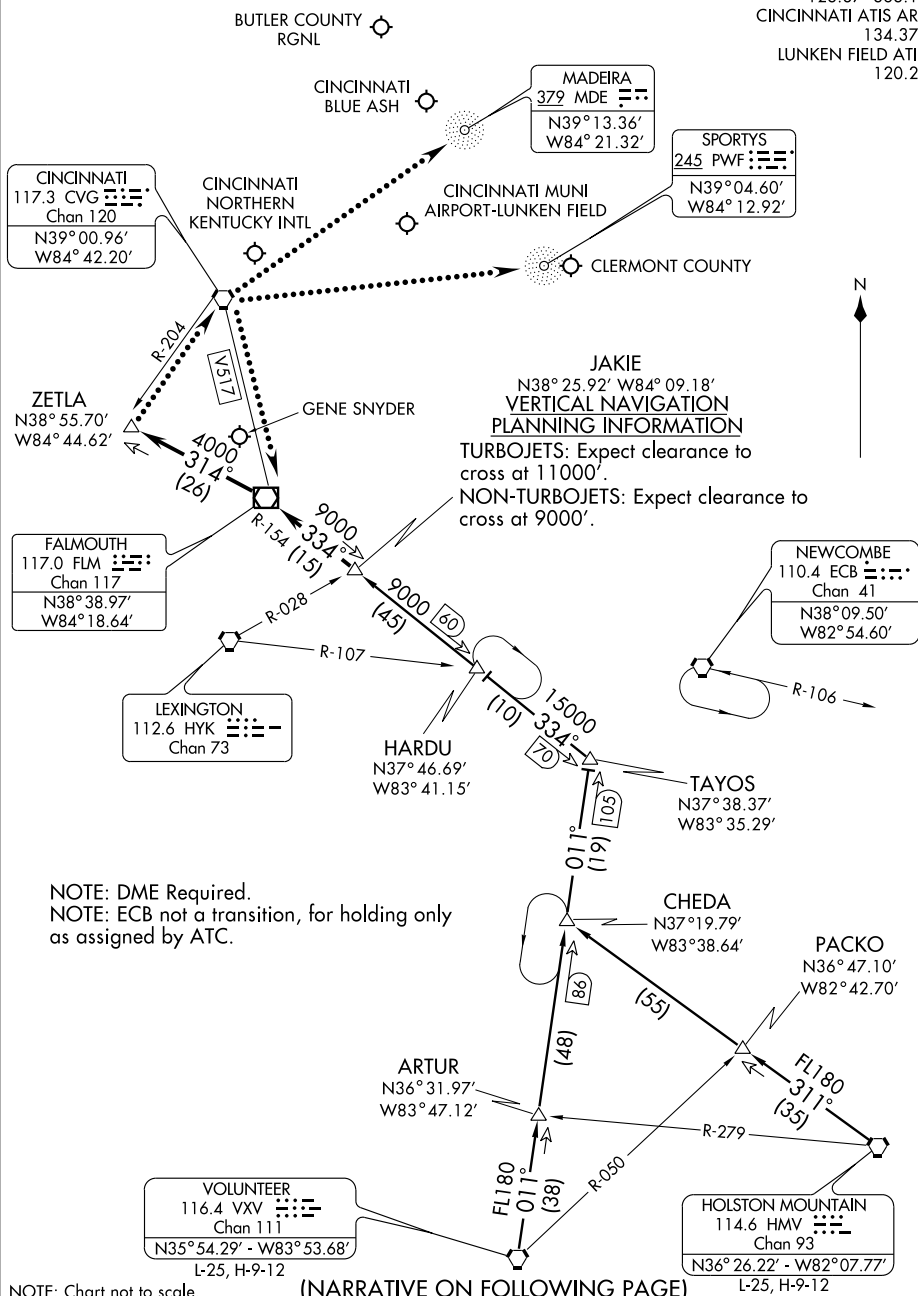 CINCINNATI ATIS AR
134.37
LUNKEN FIELD ATI
120.2
BUTLER COUNTY
RGNL
CINCINNATI
BLUE ASH
MADEIRA
379 MDE
N39°13.36′
W84°21.32′
SPORTYS
245 PWF
N39°04.60′
W84°12.92′
CINCINNATI
117.3 CVG
Chan 120
N39°00.96′
W84°42.20′
CINCINNATI
NORTHERN
KENTUCKY INTL
CINCINNATI MUNI
AIRPORT-LUNKEN FIELD
CLERMONT COUNTY
N
R-204
V517
ZETLA
N38°55.70′
W84°44.62′
GENE SNYDER
4000
314°
(26)
JAKIE
N38°25.92′ W84°09.18′
VERTICAL NAVIGATION
PLANNING INFORMATION
TURBOJETS: Expect clearance to
cross at 11000′.
NON-TURBOJETS: Expect clearance to
cross at 9000′.
FALMOUTH
117.0 FLM
Chan 117
N38°38.97′
W84°18.64′
R-154
9000
334°
(15)
NEWCOMBE
110.4 ECB
Chan 41
N38°09.50′
W82°54.60′
R-106
R-028
9000
60
(45)
R-107
LEXINGTON
112.6 HYK
Chan 73
HARDU
N37°46.69′
W83°41.15′
15000
334°
(10)
70
TAYOS
N37°38.37′
W83°35.29′
011°
(19)
105
NOTE: DME Required.
NOTE: ECB not a transition, for holding only
as assigned by ATC.
CHEDA
N37°19.79′
W83°38.64′
PACKO
N36°47.10′
W82°42.70′
86
(48)
(55)
ARTUR
N36°31.97′
W83°47.12′
FL180
311°
(35)
R-279
R-050
FL180
011°
(38)
VOLUNTEER
116.4 VXV
Chan 111
N35°54.29′ - W83°53.68′
L-25, H-9-12
HOLSTON MOUNTAIN
114.6 HMV
Chan 93
N36°26.22′ - W82°07.77′
L-25, H-9-12
NOTE: Chart not to scale
(NARRATIVE ON FOLLOWING PAGE)